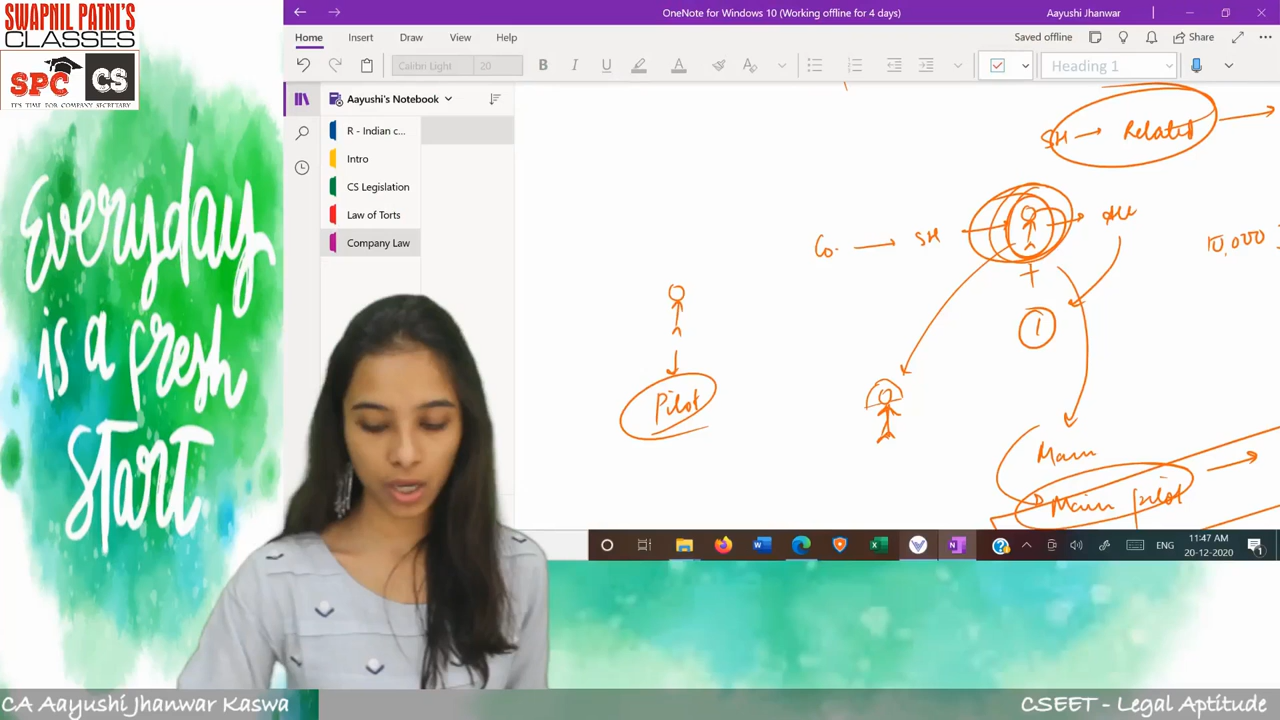 SWAPNIL PATNI'S
CLASSES
SPC CS
IT'S TIME FOR COMPANY SECRETARY
Everyday
is a
fresh
start
OneNote for Windows 10 (Working offline for 4 days)
Aayushi Jhanwar
Home Insert Draw View Help
Saved offline
Share
Calibri Light 20
B I U A
Heading 1
Aayushi's Notebook
R - Indian c...
Intro
CS Legislation
Law of Torts
Company Law
SH → Related →
Co. → SH
10,000
+
1
Pilot
Main
Main pilot
ENG
11:47 AM
20-12-2020
CA Aayushi Jhanwar Kaswa
CSEET - Legal Aptitude